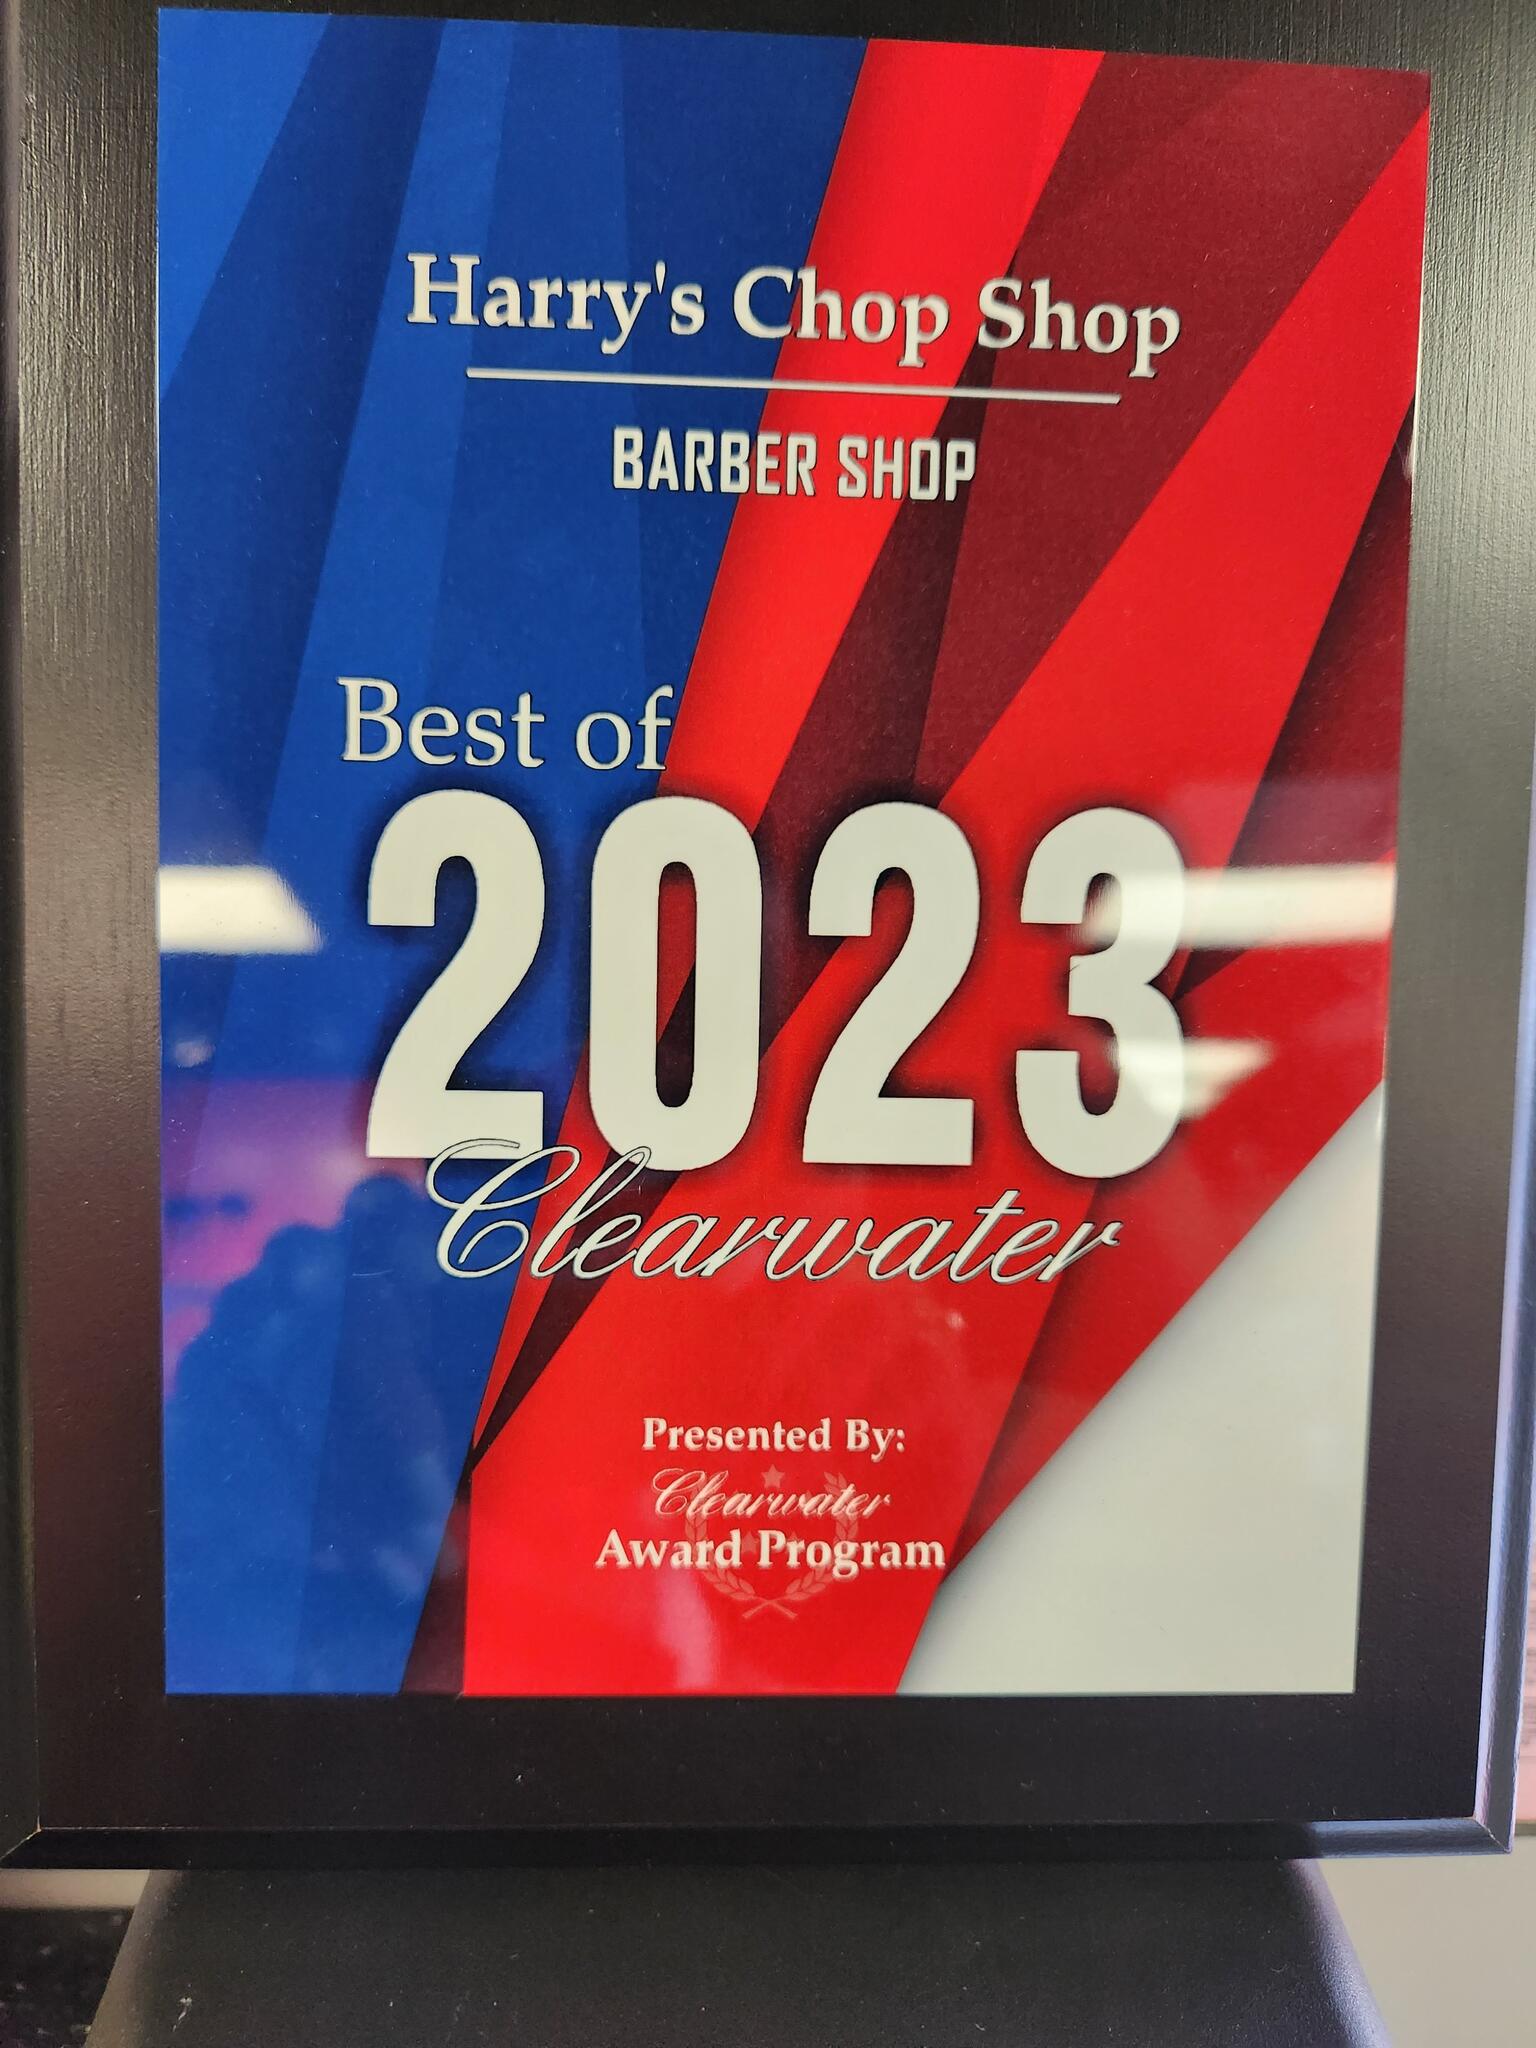 Harry's Chop Shop
BARBER SHOP
Best of
2023
Clearwater
Presented By:
Clearwater
Award Program